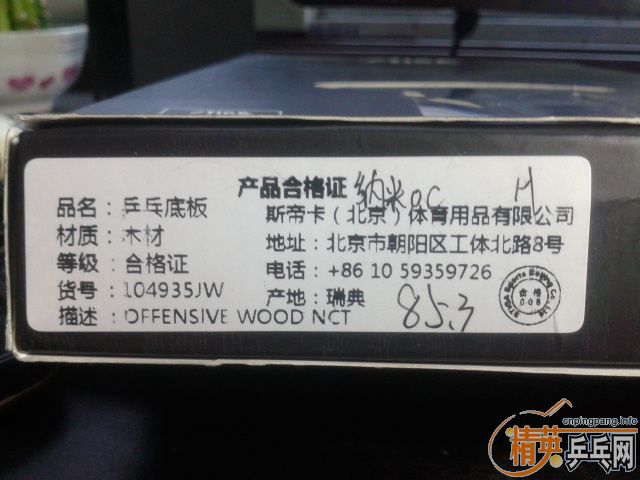 产品合格证 纳米OC H
品名：乒乓底板
材质：木材
等级：合格证
货号：104935JW
描述：OFFENSIVE WOOD NCT
斯帝卡（北京）体育用品有限公司
地址：北京市朝阳区工体北路8号
电话：+86 10 59359726
产地：瑞典
85.3
合格
008
cnpingpang.info
精英乒乓网